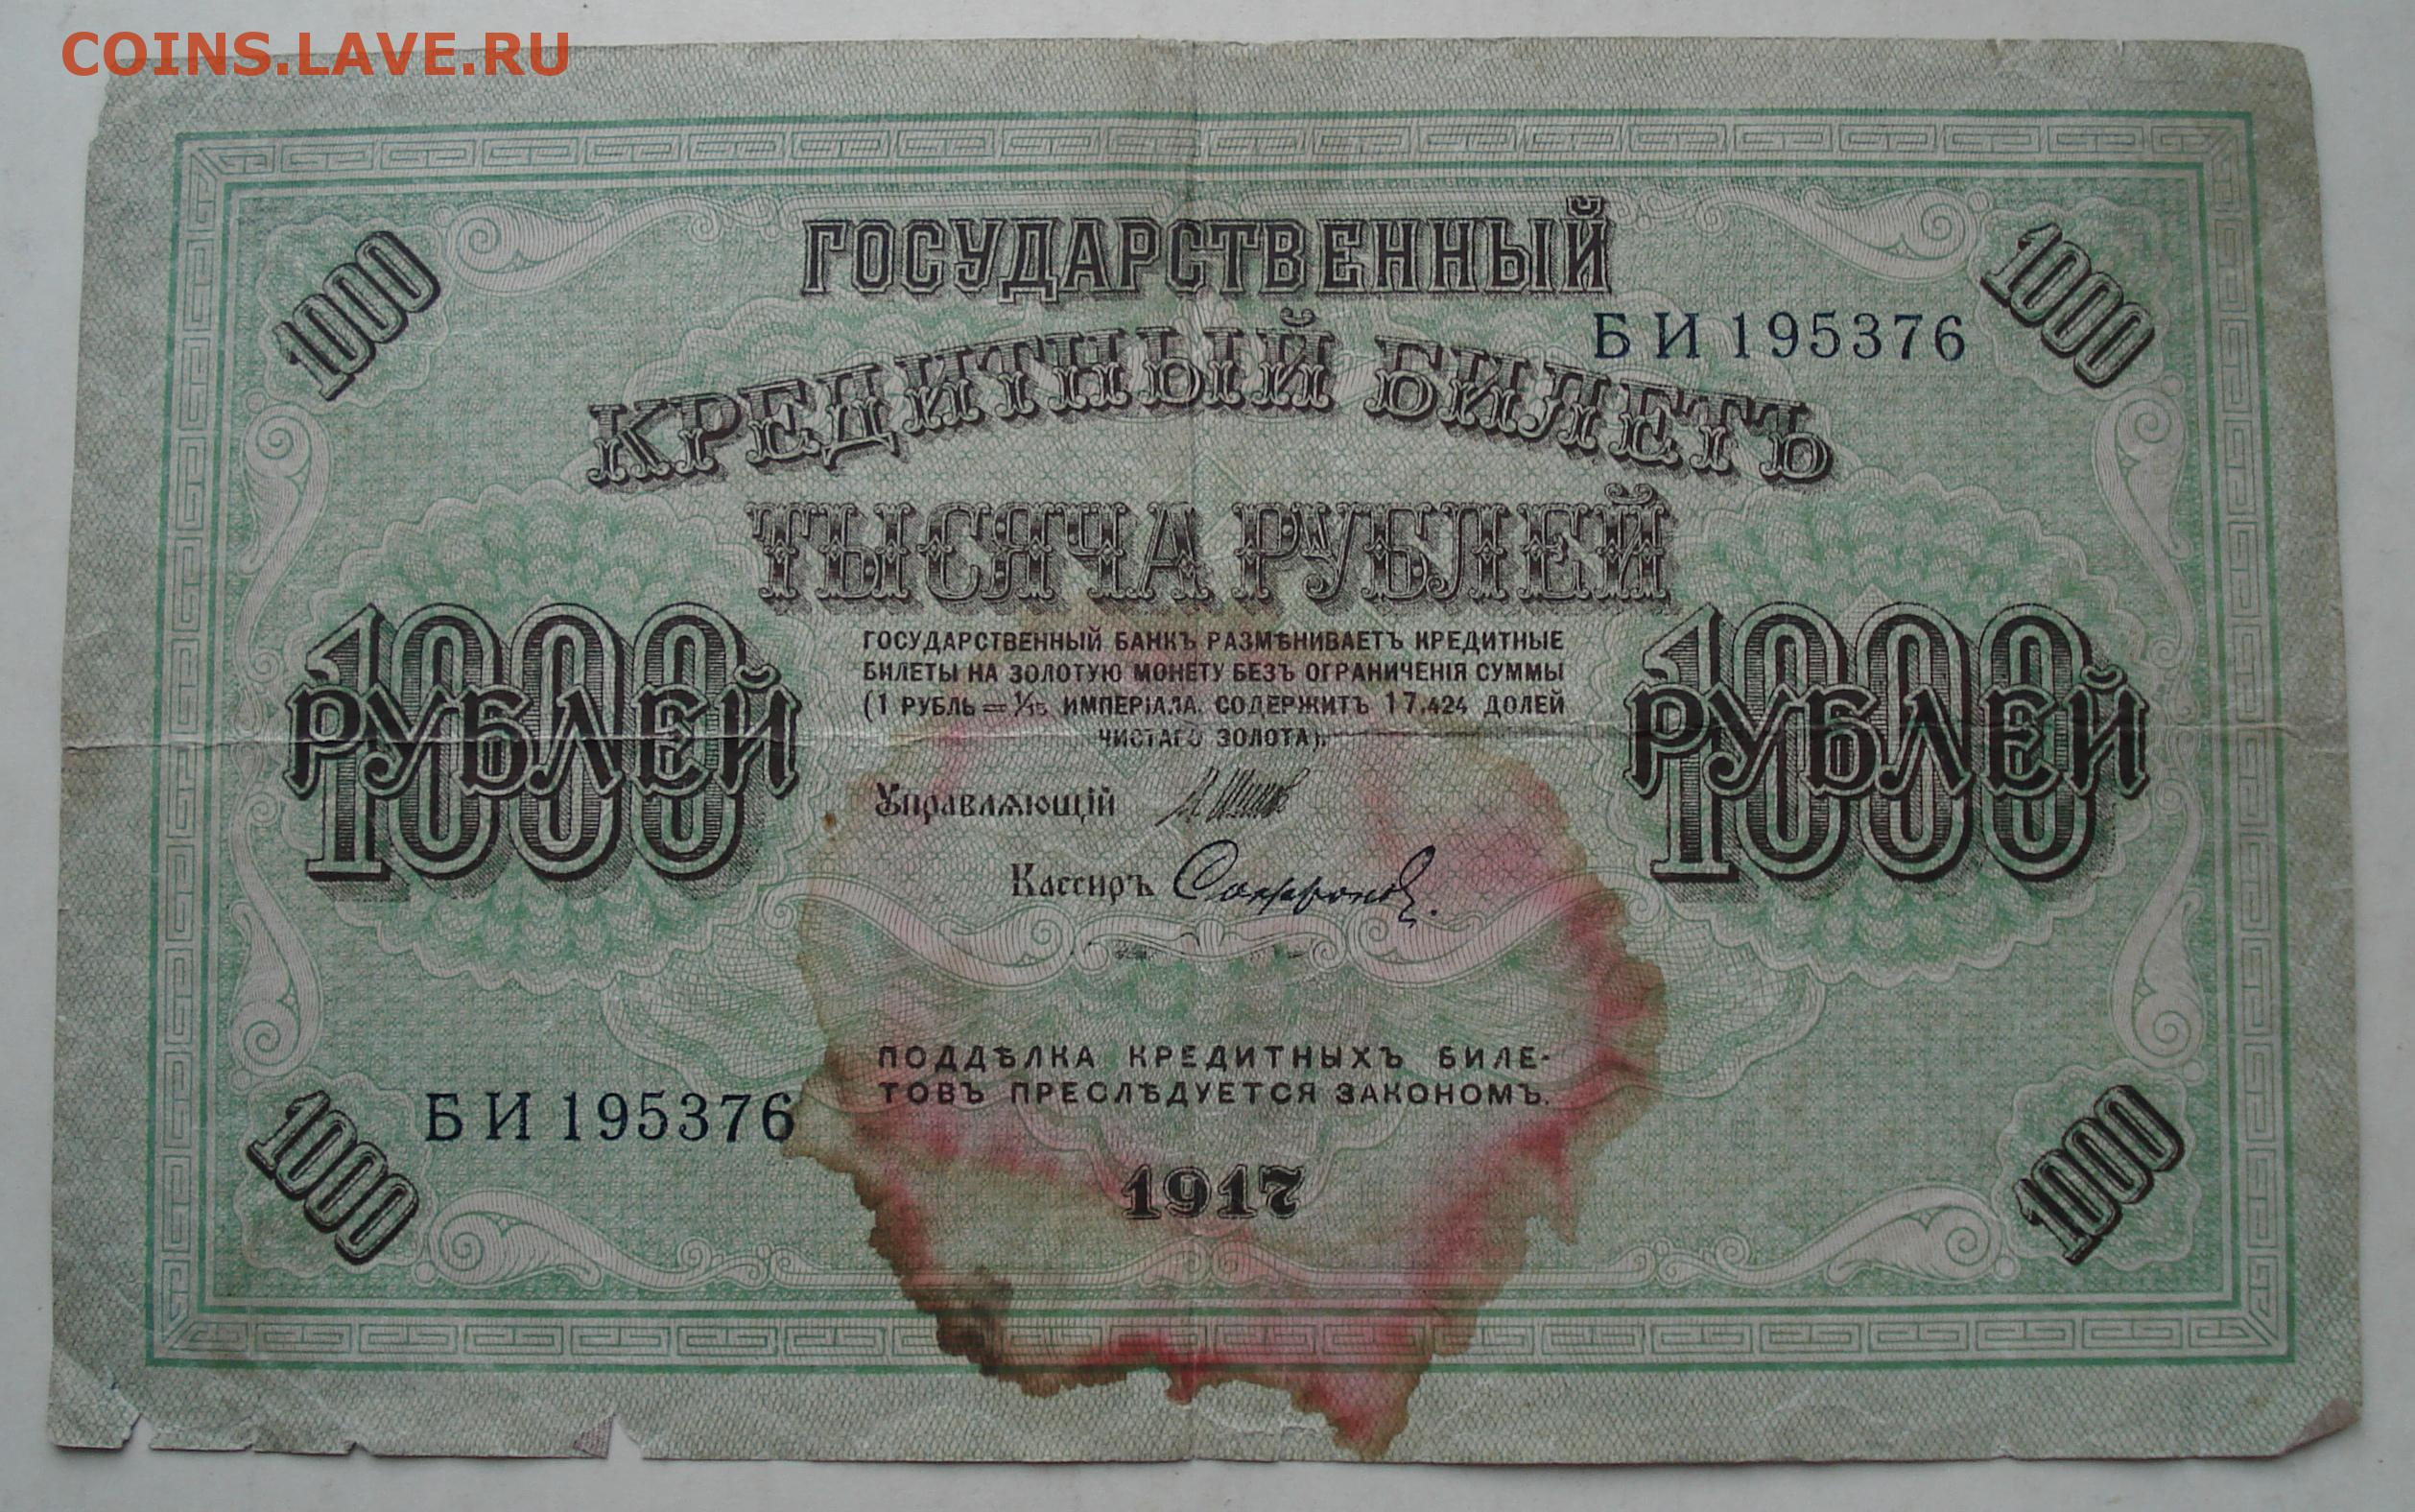 COINS.LAVE.RU
1000
ГОСУДАРСТВЕННЫЙ
1000
БИ 195376
КРЕДИТНЫЙ БИЛЕТЪ
ТЫСЯЧА РУБЛЕЙ
1000
РУБЛЕЙ
ГОСУДАРСТВЕННЫЙ БАНКЪ РАЗМѢНИВАЕТЪ КРЕДИТНЫЕ
БИЛЕТЫ НА ЗОЛОТУЮ МОНЕТУ БЕЗЪ ОГРАНИЧЕНІЯ СУММЫ
(1 РУБЛЬ = 1/15 ИМПЕРІАЛА, СОДЕРЖИТЪ 17,424 ДОЛЕЙ
ЧИСТАГО ЗОЛОТА).
1000
РУБЛЕЙ
Управляющій
Кассиръ
ПОДДѢЛКА КРЕДИТНЫХЪ БИЛЕ-
ТОВЪ ПРЕСЛѢДУЕТСЯ ЗАКОНОМЪ.
БИ 195376
1000
1917
1000